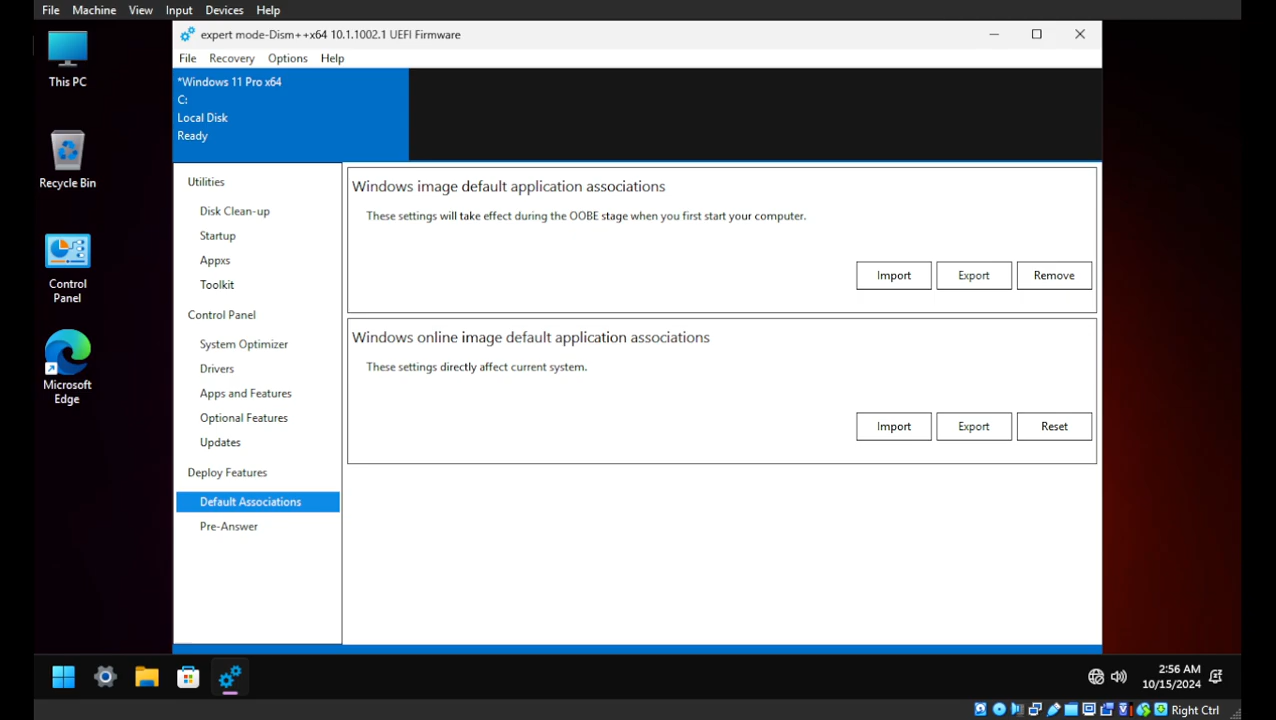 File Machine View Input Devices Help
This PC
Recycle Bin
Control
Panel
Microsoft
Edge
expert mode-Dism++x64 10.1.1002.1 UEFI Firmware
File Recovery Options Help
*Windows 11 Pro x64
C:
Local Disk
Ready
Utilities
Disk Clean-up
Startup
Appxs
Toolkit
Control Panel
System Optimizer
Drivers
Apps and Features
Optional Features
Updates
Deploy Features
Default Associations
Pre-Answer
Windows image default application associations
These settings will take effect during the OOBE stage when you first start your computer.
Import Export Remove
Windows online image default application associations
These settings directly affect current system.
Import Export Reset
2:56 AM
10/15/2024
Right Ctrl